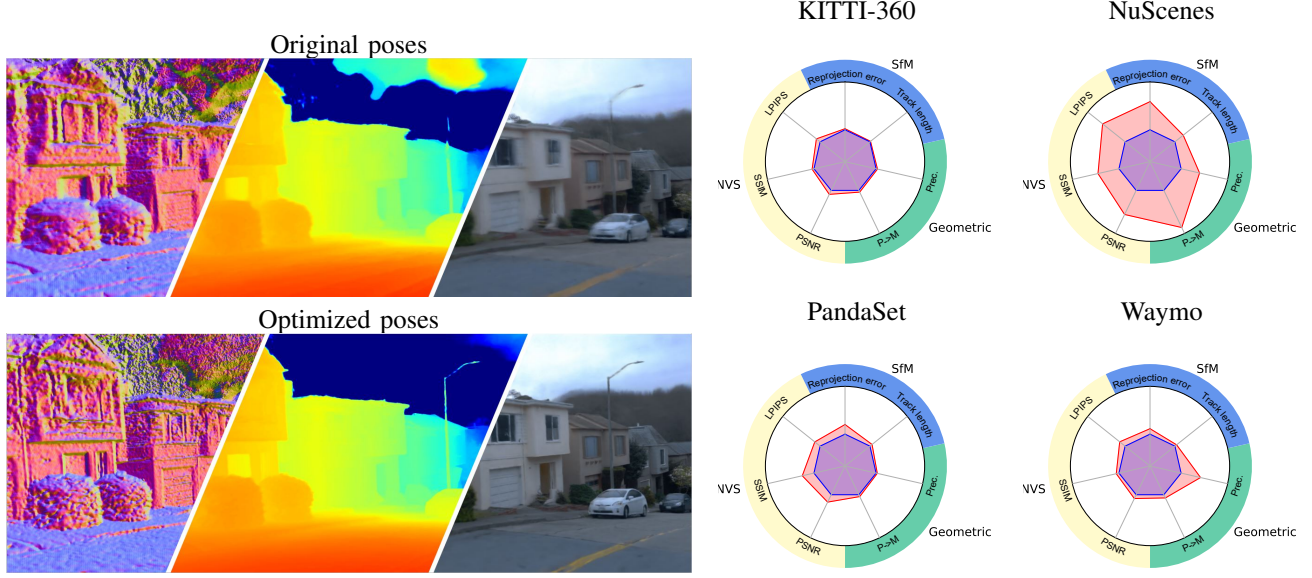 Original poses
Optimized poses
KITTI-360
SfM
Reprojection error
Track length
Prec.
Geometric
P->M
PSNR
SSIM
NVS
LPIPS
NuScenes
SfM
Reprojection error
Track length
Prec.
Geometric
P->M
PSNR
SSIM
NVS
LPIPS
PandaSet
SfM
Reprojection error
Track length
Prec.
Geometric
P->M
PSNR
SSIM
NVS
LPIPS
Waymo
SfM
Reprojection error
Track length
Prec.
Geometric
P->M
PSNR
SSIM
NVS
LPIPS